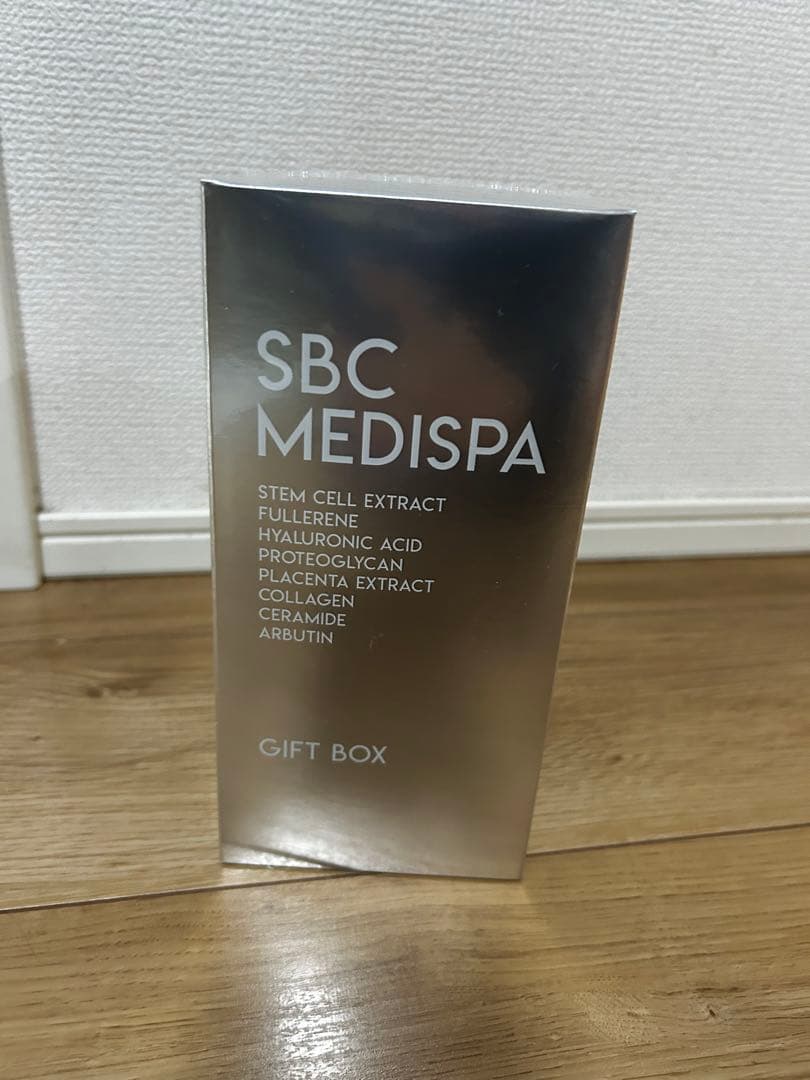 SBC
MEDISPA
STEM CELL EXTRACT
FULLERENE
HYALURONIC ACID
PROTEOGLYCAN
PLACENTA EXTRACT
COLLAGEN
CERAMIDE
ARBUTIN
GIFT BOX